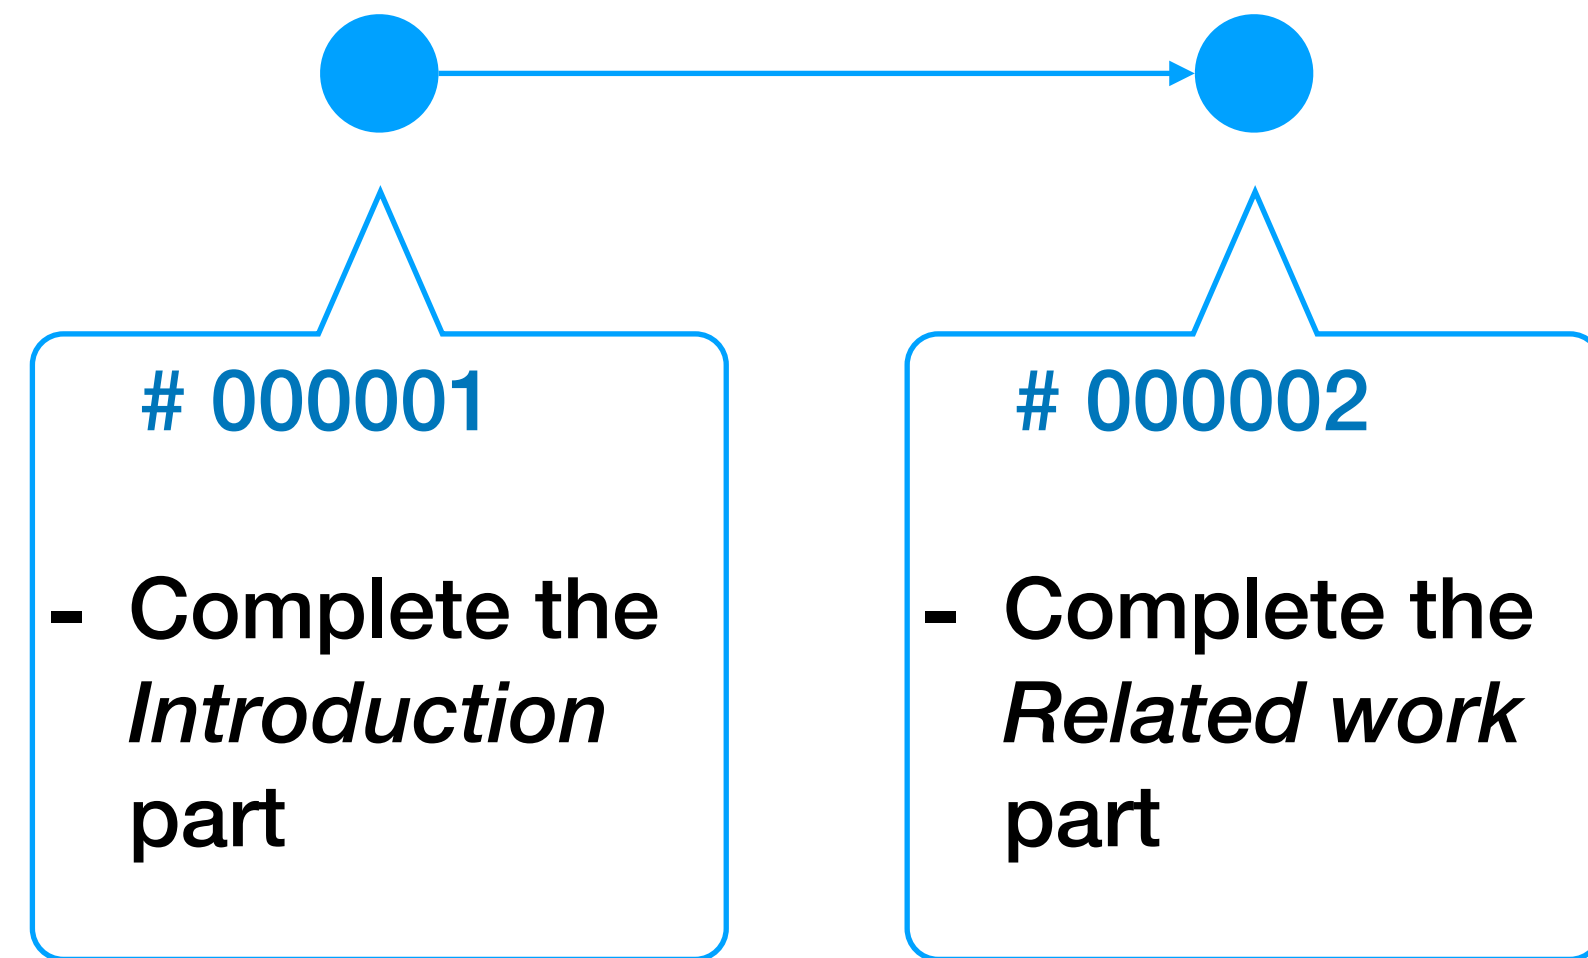 # 000001
- Complete the
Introduction
part
# 000002
- Complete the
Related work
part